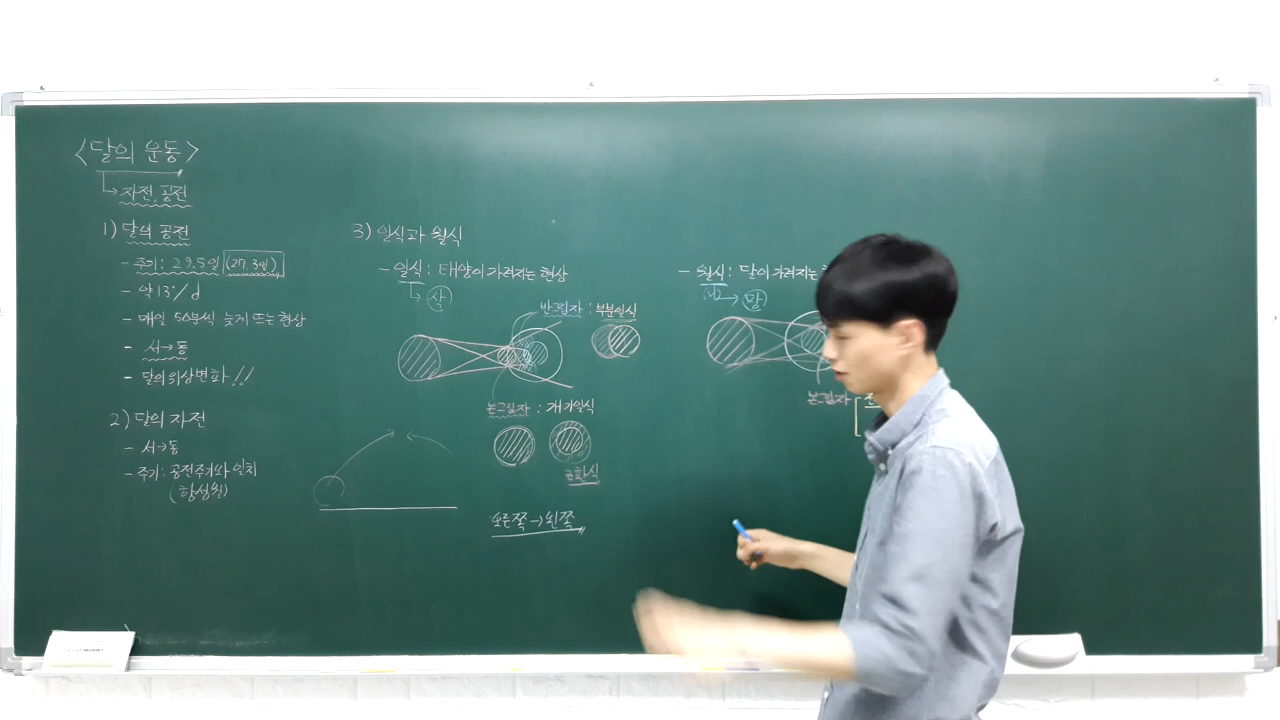 <달의 운동>
자전, 공전
1) 달의 공전
- 주기: 29.5일 (27.3일)
- 약 13°/d
- 매일 50분씩 늦게 뜨는 현상
- 서→동
- 달의 위상변화!!
2) 달의 자전
- 서→동
- 주기: 공전주기와 일치
(항성월)
3) 일식과 월식
- 일식: 태양이 가려지는 현상
삭
반그림자 : 부분일식
본그림자 : 개기일식
금환식
오른쪽→왼쪽
- 월식: 달이 가려지는
망
본그림자